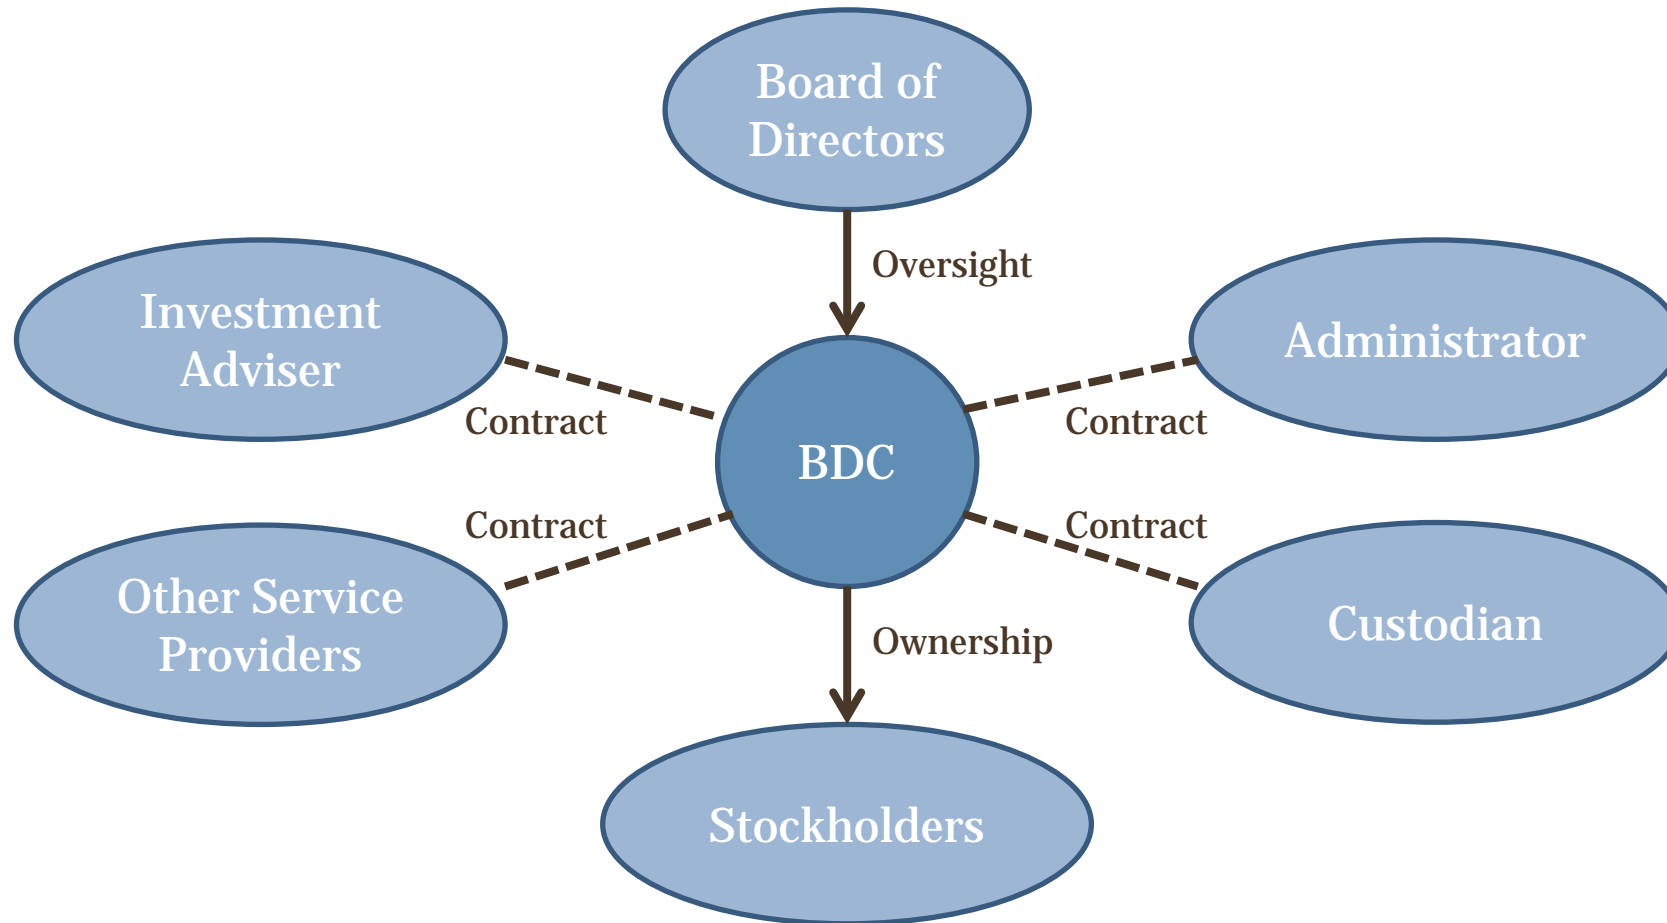 Board of
Directors
Oversight
Investment
Adviser
Administrator
Contract
Contract
BDC
Contract
Contract
Other Service
Providers
Custodian
Ownership
Stockholders